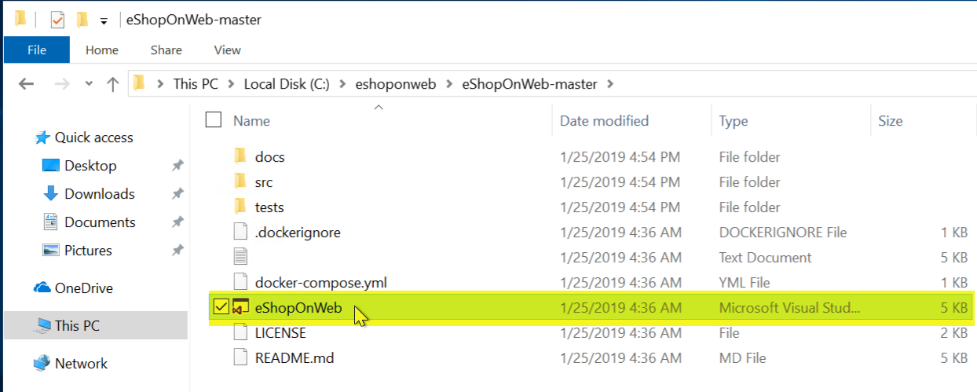 eShopOnWeb-master
File Home Share View
This PC Local Disk (C:) eshoponweb eShopOnWeb-master
Name Date modified Type Size
Quick access
Desktop
Downloads
Documents
Pictures
OneDrive
This PC
Network
docs 1/25/2019 4:54 PM File folder
src 1/25/2019 4:54 PM File folder
tests 1/25/2019 4:54 PM File folder
.dockerignore 1/25/2019 4:36 AM DOCKERIGNORE File 1 KB
1/25/2019 4:36 AM Text Document 5 KB
docker-compose.yml 1/25/2019 4:36 AM YML File 1 KB
eShopOnWeb 1/25/2019 4:36 AM Microsoft Visual Stud... 5 KB
LICENSE 1/25/2019 4:36 AM File 2 KB
README.md 1/25/2019 4:36 AM MD File 5 KB